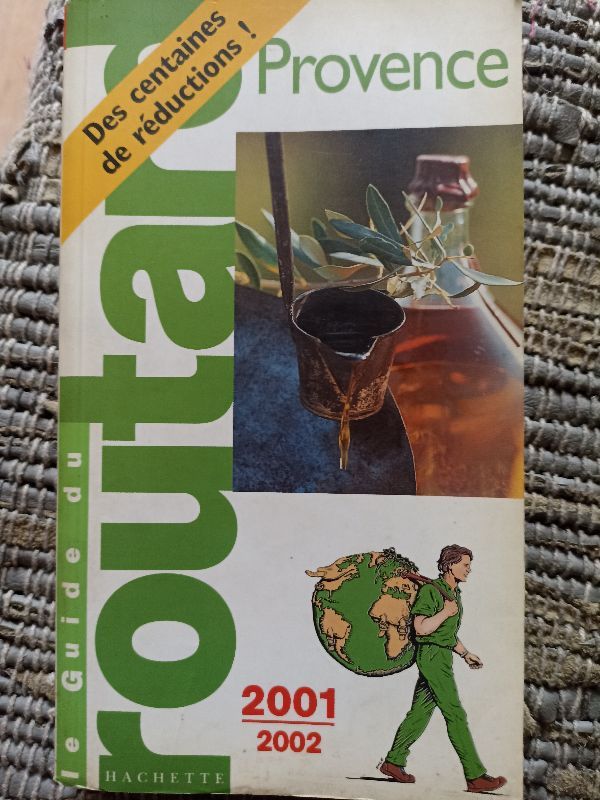 Des centaines
de réductions !
Provence
le Guide du
routard
2001
2002
HACHETTE